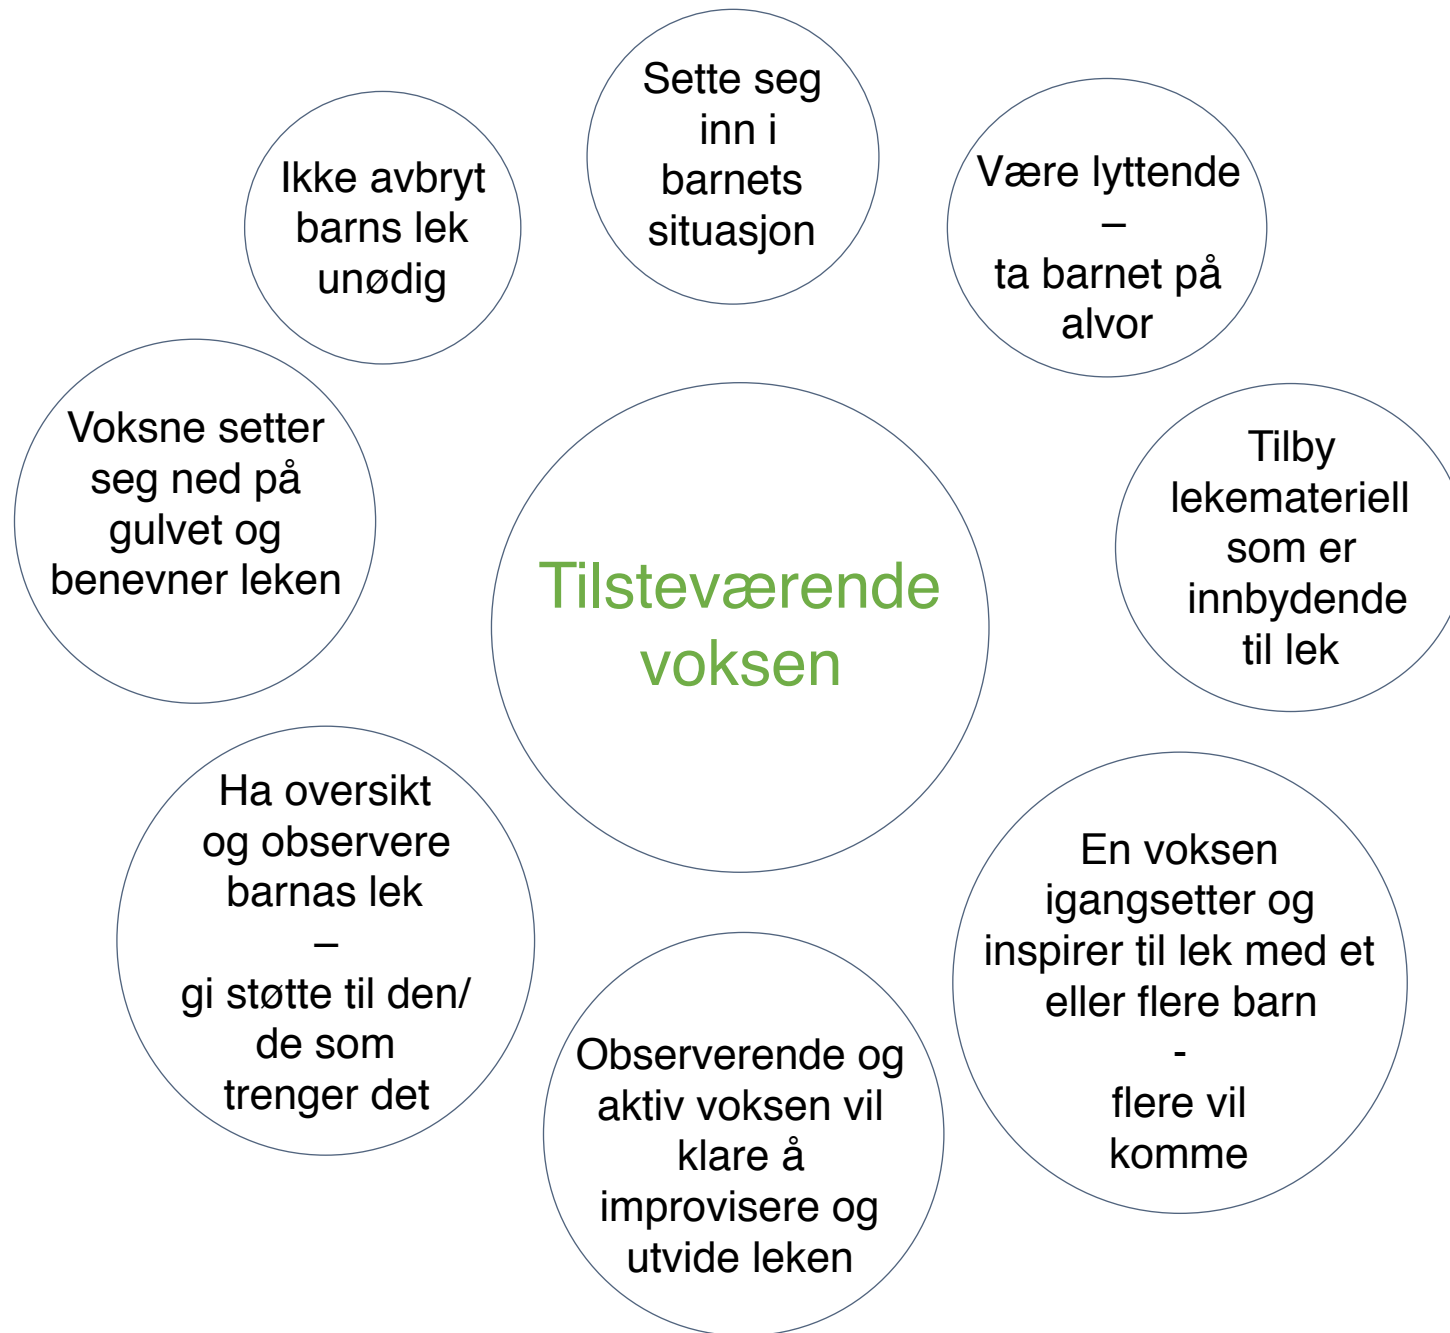 Sette seg
inn i
barnets
situasjon
Ikke avbryt
barns lek
unødig
Være lyttende
–
ta barnet på
alvor
Voksne setter
seg ned på
gulvet og
benevner leken
Tilby
lekemateriell
som er
innbydende
til lek
Tilsteværende
voksen
Ha oversikt
og observere
barnas lek
–
gi støtte til den/
de som
trenger det
En voksen
igangsetter og
inspirer til lek med et
eller flere barn
-
flere vil
komme
Observerende og
aktiv voksen vil
klare å
improvisere og
utvide leken